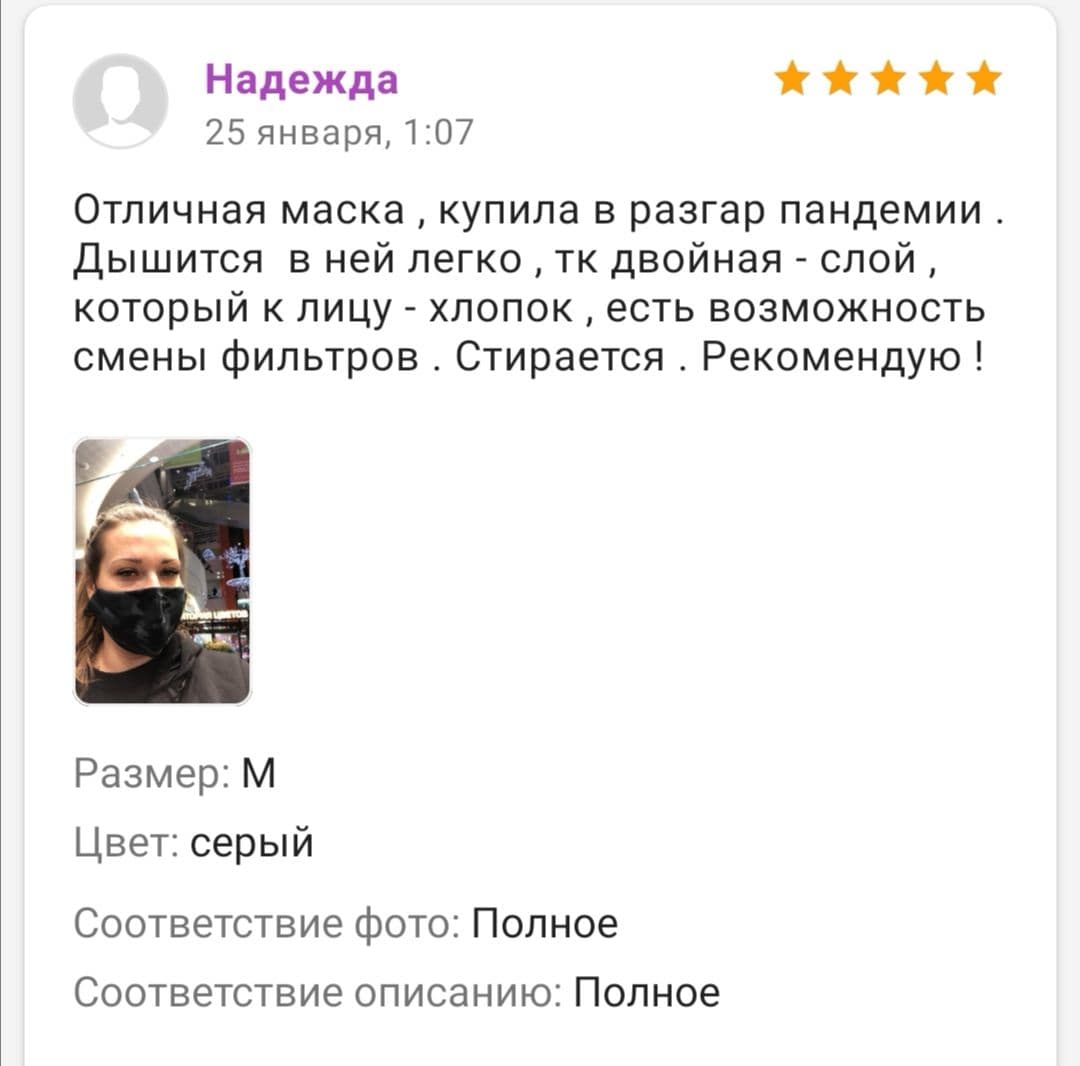 Надежда
25 января, 1:07
Отличная маска , купила в разгар пандемии .
Дышится  в ней легко , тк двойная - слой ,
который к лицу - хлопок , есть возможность
смены фильтров . Стирается . Рекомендую !
Размер: M
Цвет: серый
Соответствие фото: Полное
Соответствие описанию: Полное